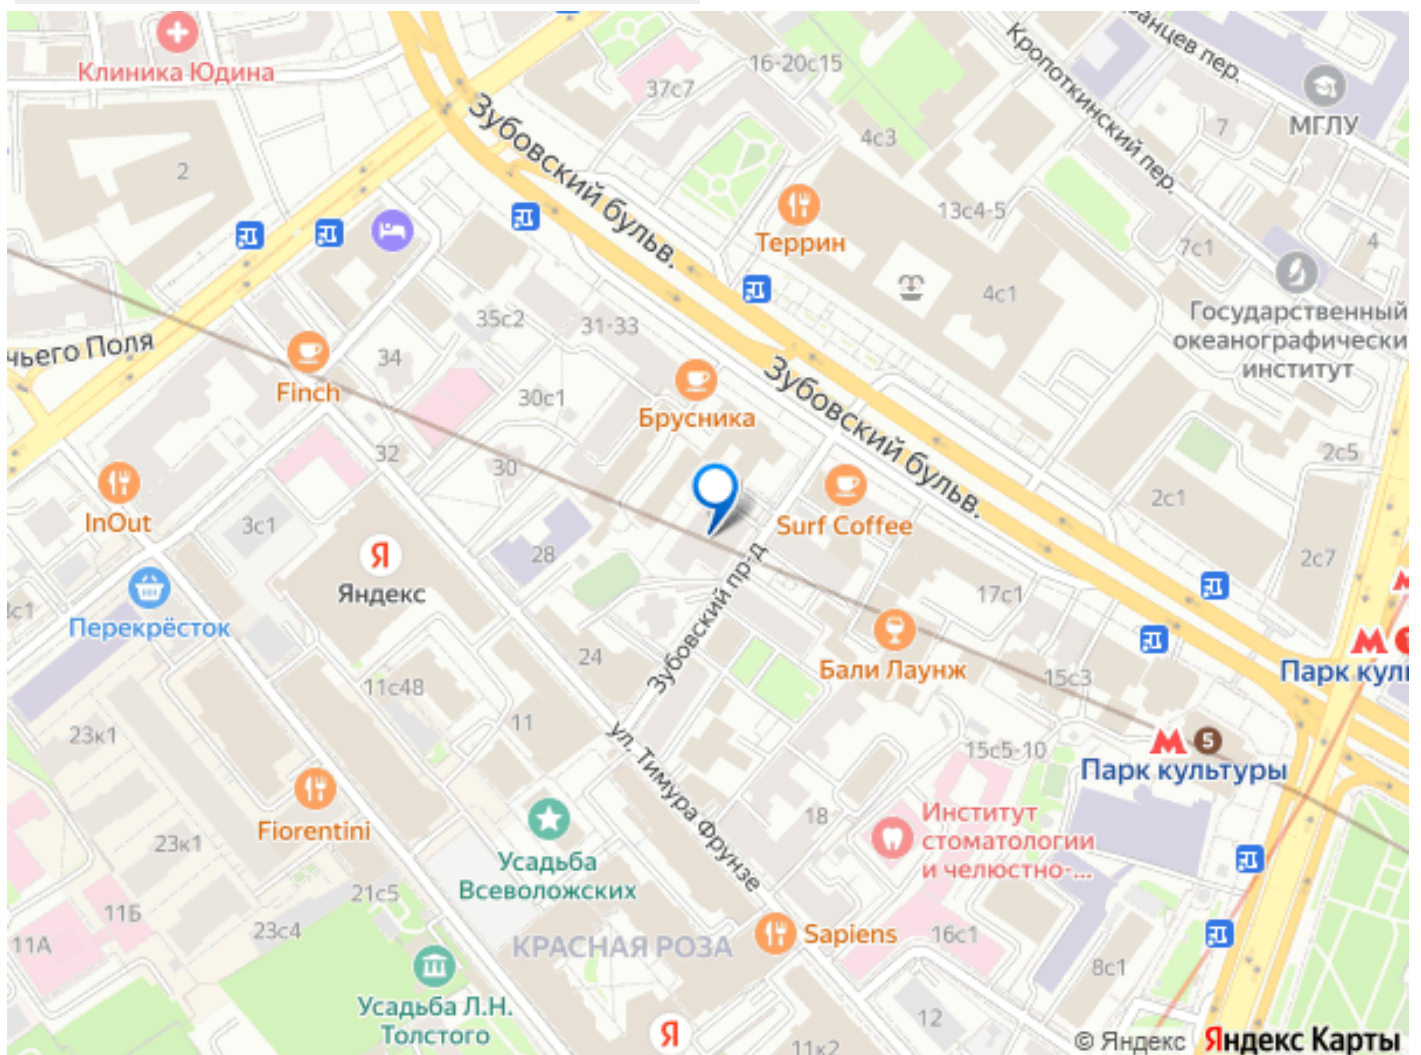 Клиника Юдина
16-20с15
37с7
ванцев пер.
Кропоткинский пер.
МГЛУ
7
4с3
2
Зубовский бульв.
Террин
13с4-5
7с1
4
4с1
Государственный
океанографически
институт
35с2
31-33
чьего Поля
34
Finch
30с1
Брусника
Зубовский бульв.
32
30
InOut
3с1
28
Surf Coffee
2с1
2с5
2с7
Я
Яндекс
Перекрёсток
3с1
Зубовский пр-д
17с1
24
Бали Лаунж
15с3
Парк куль
11с48
11
23к1
ул. Тимура Фрунзе
15с5-10
5
Парк культуры
Fiorentini
23к1
18
Институт
стоматологии
и челюстно-...
Усадьба
Всеволожских
21с5
11Б
11А
23с4
КРАСНАЯ РОЗА
Sapiens
16с1
8с1
Усадьба Л.Н.
Толстого
12
Я
11к2
© Яндекс Яндекс Карты